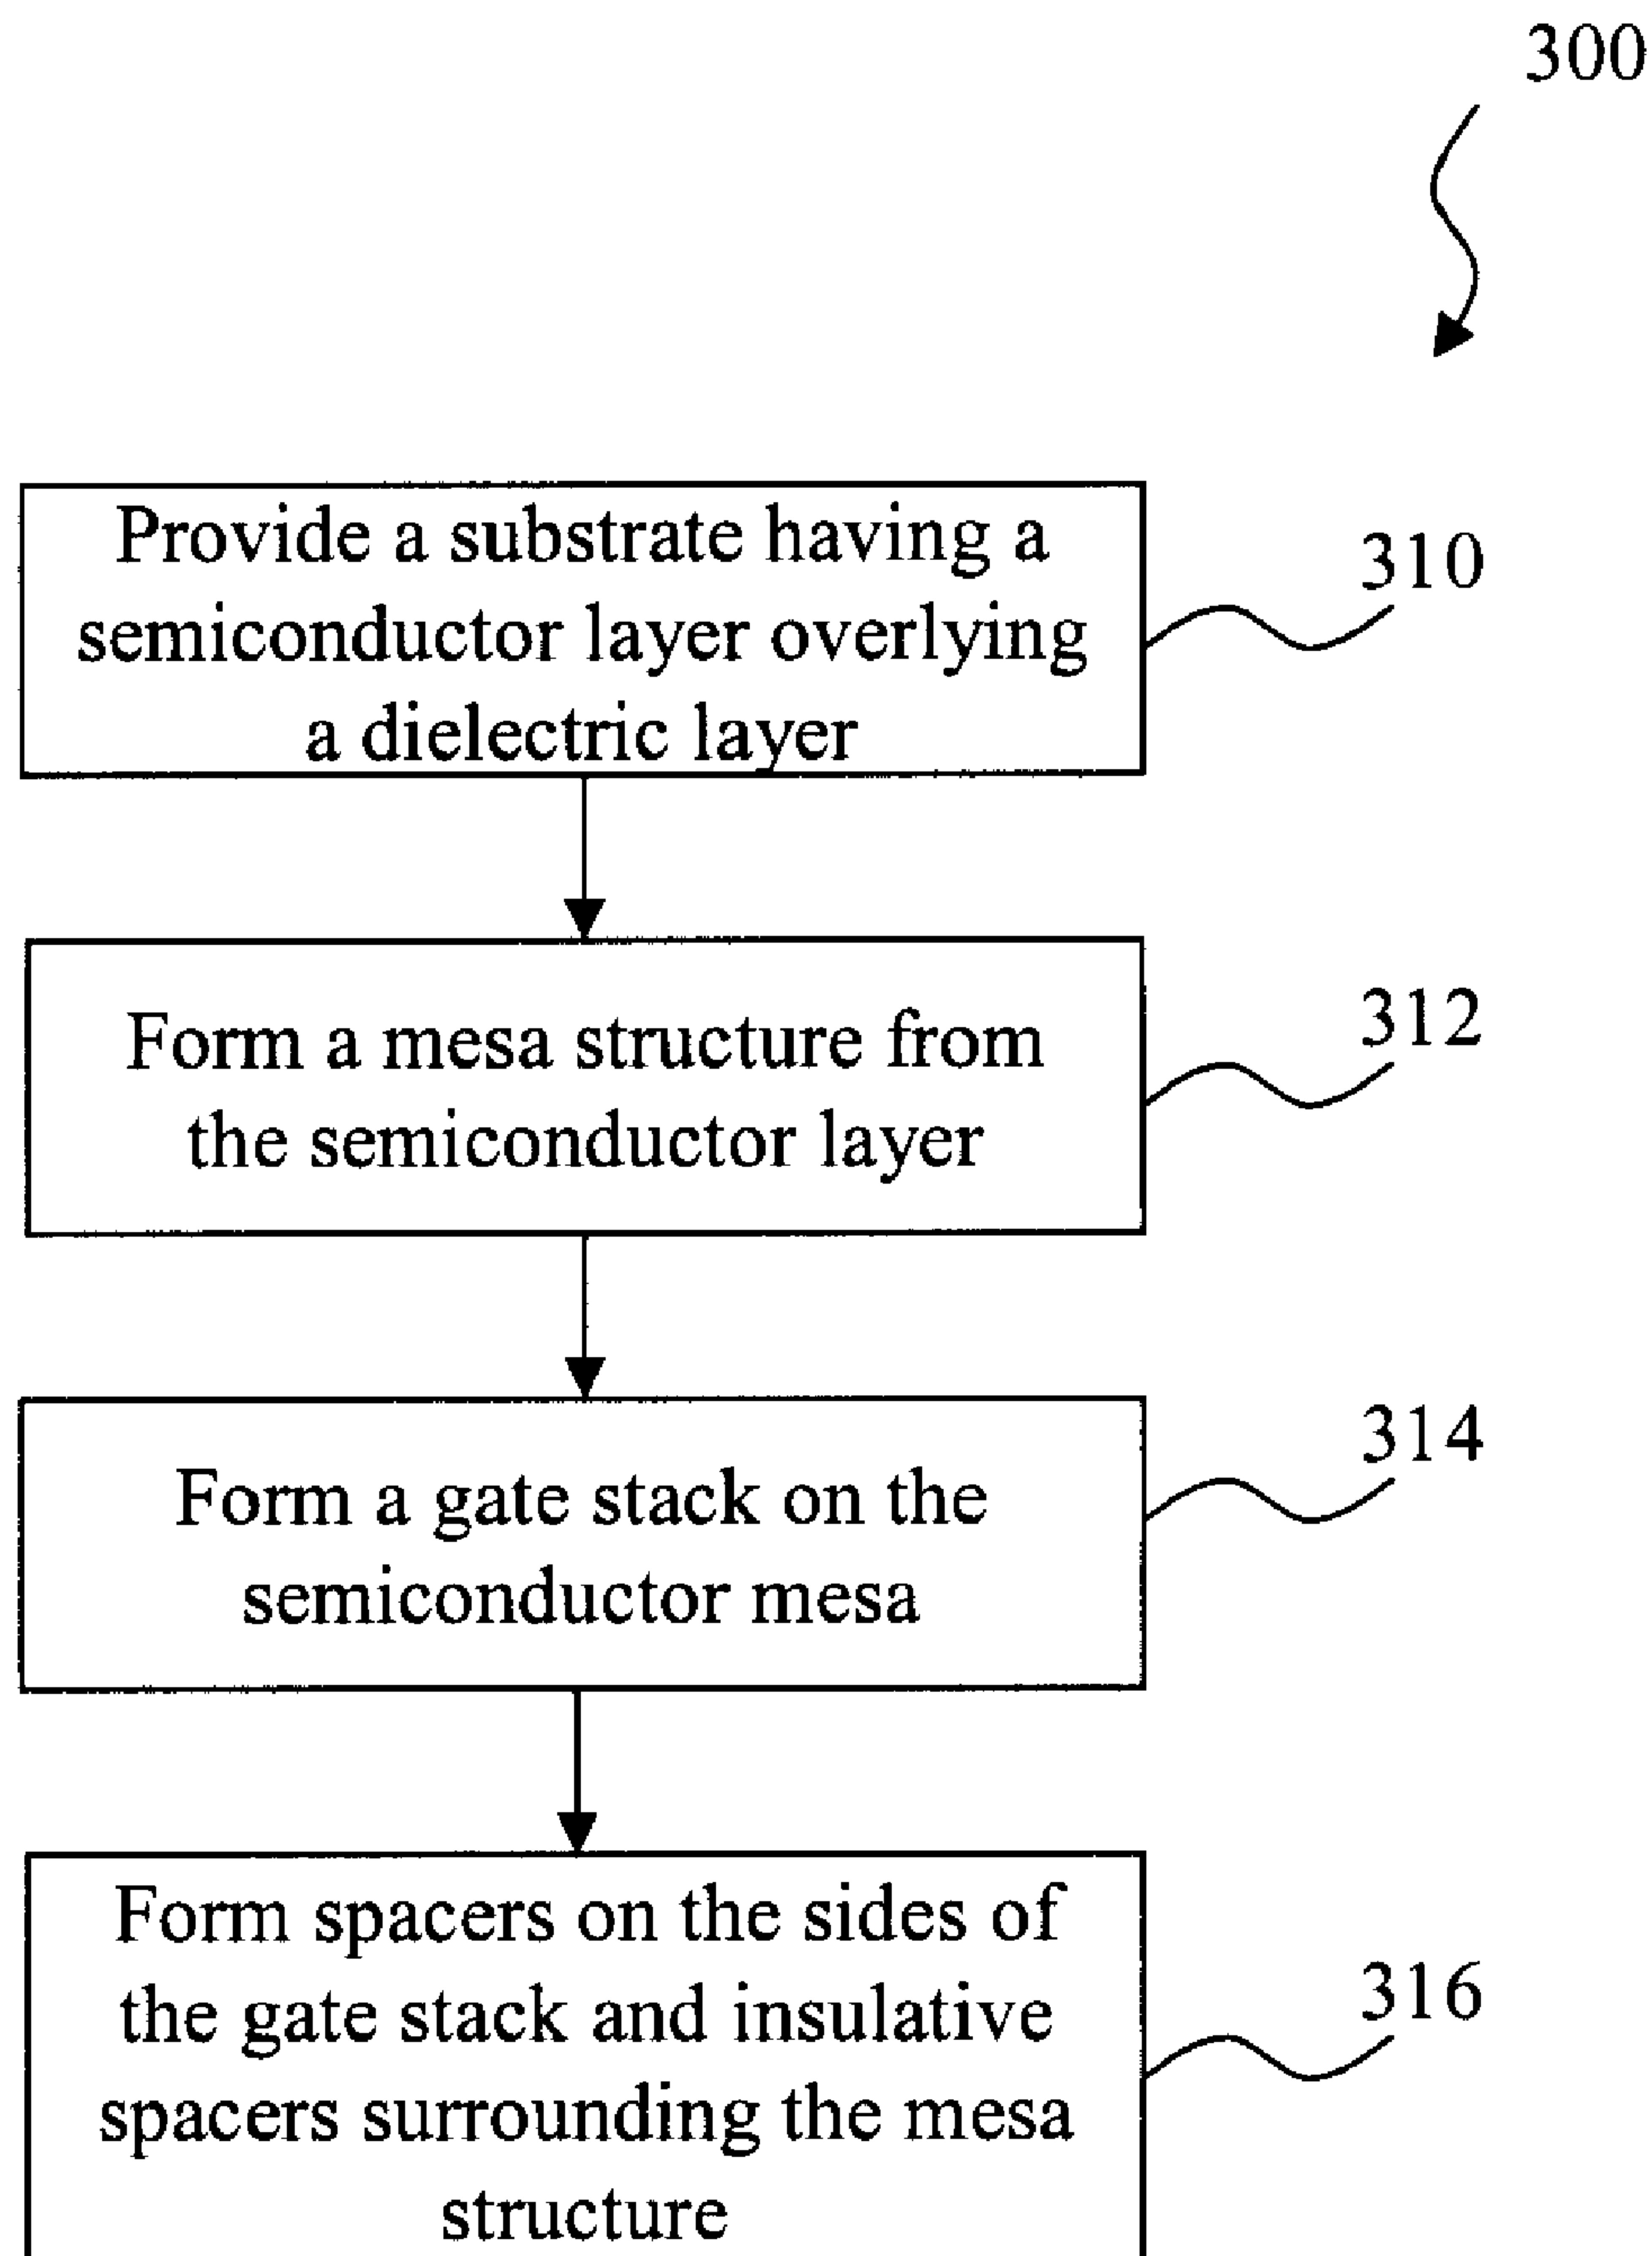 300
Provide a substrate having a
semiconductor layer overlying
a dielectric layer
310
Form a mesa structure from
the semiconductor layer
312
Form a gate stack on the
semiconductor mesa
314
Form spacers on the sides of
the gate stack and insulative
spacers surrounding the mesa
structure
316